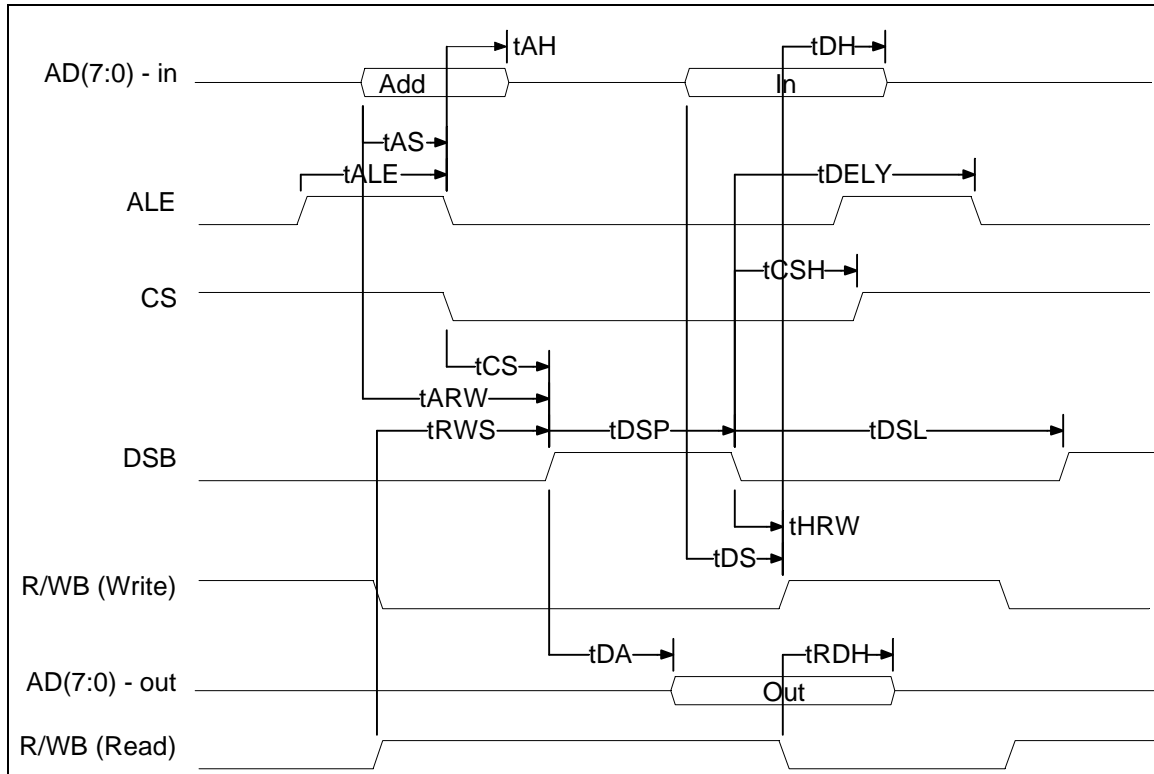 tAH
tDH
AD(7:0) - in
Add
In
tAS
tALE
tDELY
ALE
tCSH
CS
tCS
tARW
tRWS
tDSP
tDSL
DSB
tHRW
tDS
R/WB (Write)
tDA
tRDH
AD(7:0) - out
Out
R/WB (Read)